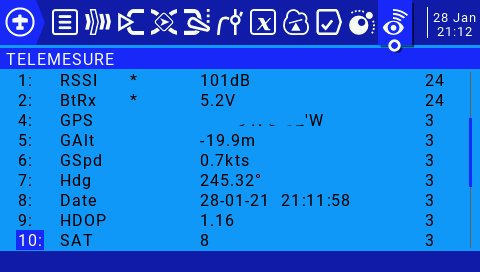 28 Jan
21:12
TELEMESURE
1: RSSI * 101dB 24
2: BtRx * 5.2V 24
4: GPS 'W 3
5: GAlt -19.9m 3
6: GSpd 0.7kts 3
7: Hdg 245.32° 3
8: Date 28-01-21 21:11:58 3
9: HDOP 1.16 3
10: SAT 8 3